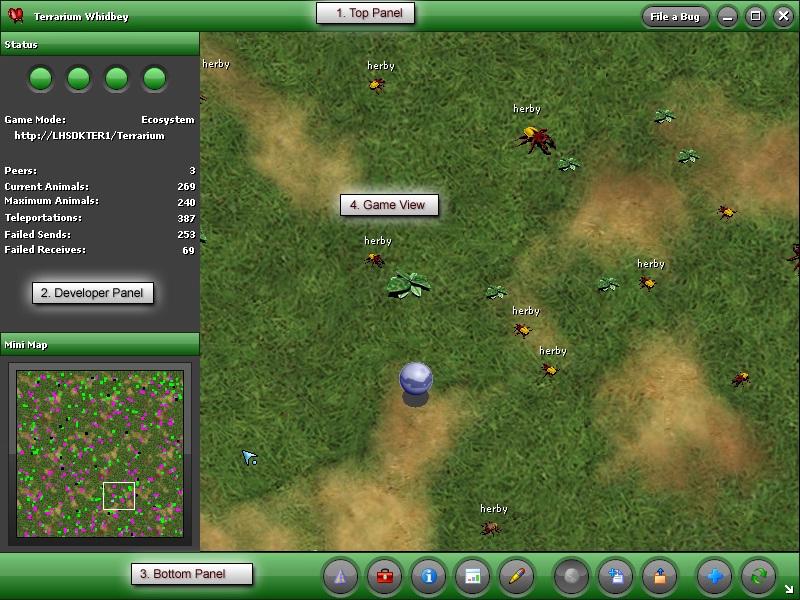 Terrarium Whidbey
1. Top Panel
File a Bug
Status
Game Mode: Ecosystem
http://LHSDKTER1/Terrarium
Peers: 3
Current Animals: 269
Maximum Animals: 240
Teleportations: 387
Failed Sends: 253
Failed Receives: 69
2. Developer Panel
Mini Map
herby
herby
herby
4. Game View
herby
herby
herby
herby
herby
3. Bottom Panel